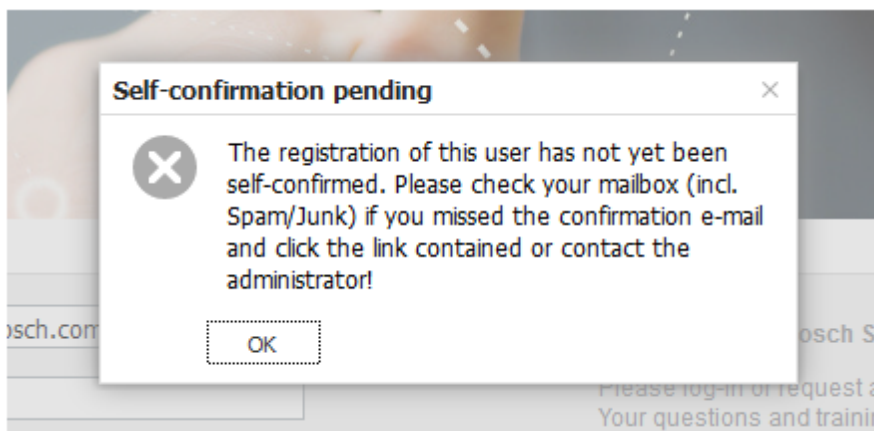 Self-confirmation pending
The registration of this user has not yet been
self-confirmed. Please check your mailbox (incl.
Spam/Junk) if you missed the confirmation e-mail
and click the link contained or contact the
administrator!
OK
osch.com
osch S
Please log-in or request a
Your questions and trainin